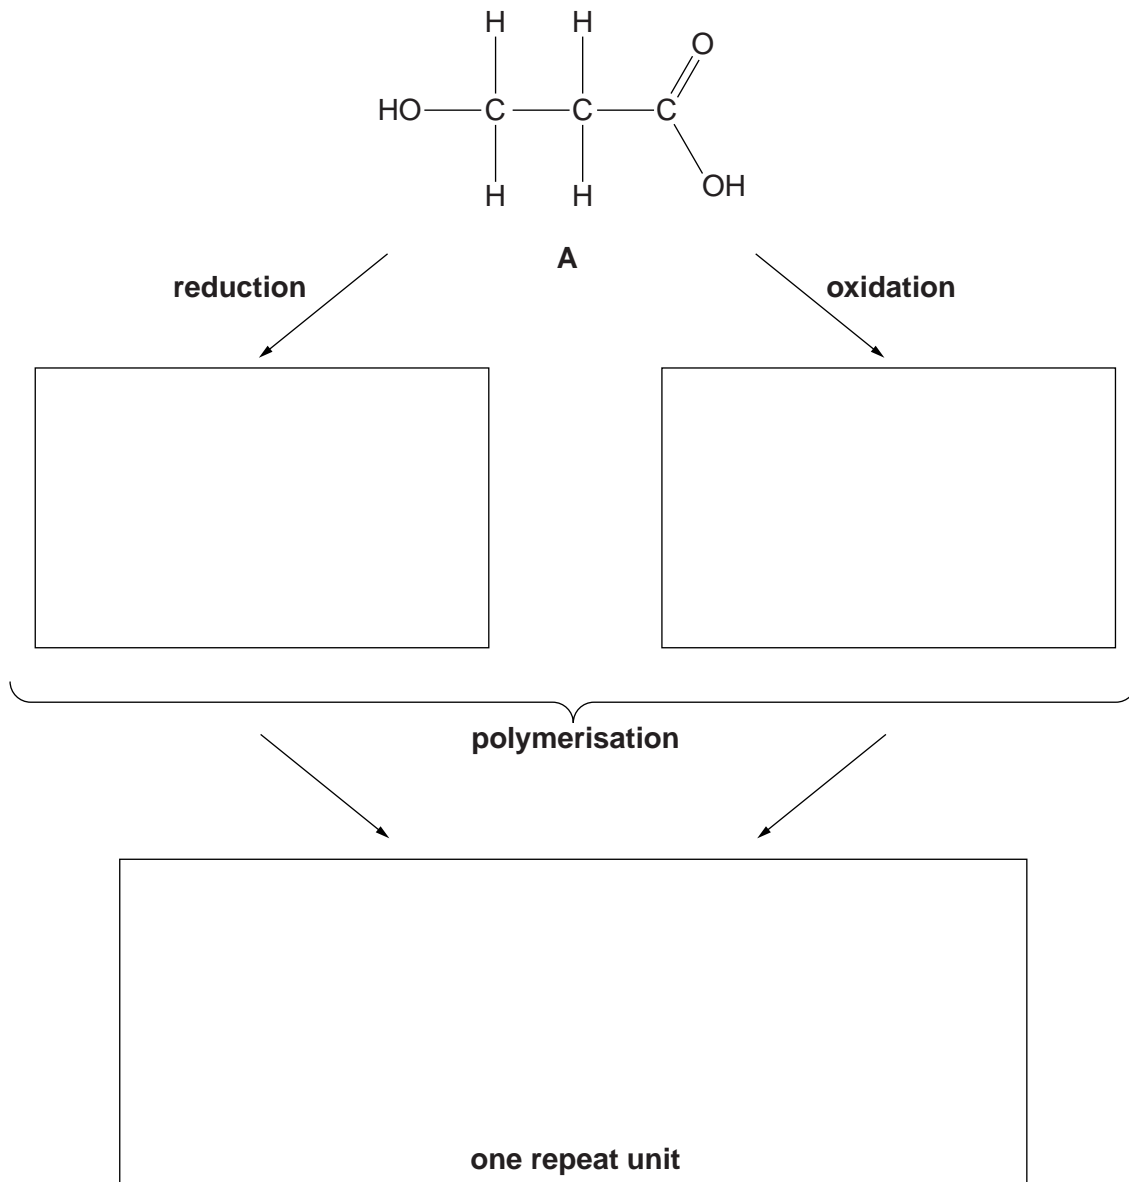 H H O
HO C C C
H H OH
A
reduction oxidation
polymerisation
one repeat unit